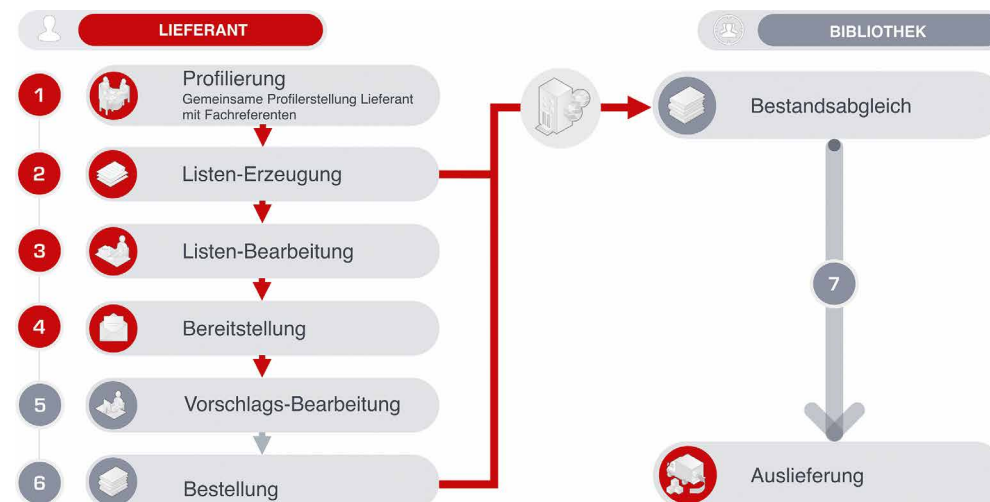 LIEFERANT
BIBLIOTHEK
1
Profilierung
Gemeinsame Profilerstellung Lieferant
mit Fachreferenten
Bestandsabgleich
2
Listen-Erzeugung
3
Listen-Bearbeitung
7
4
Bereitstellung
5
Vorschlags-Bearbeitung
6
Bestellung
Auslieferung